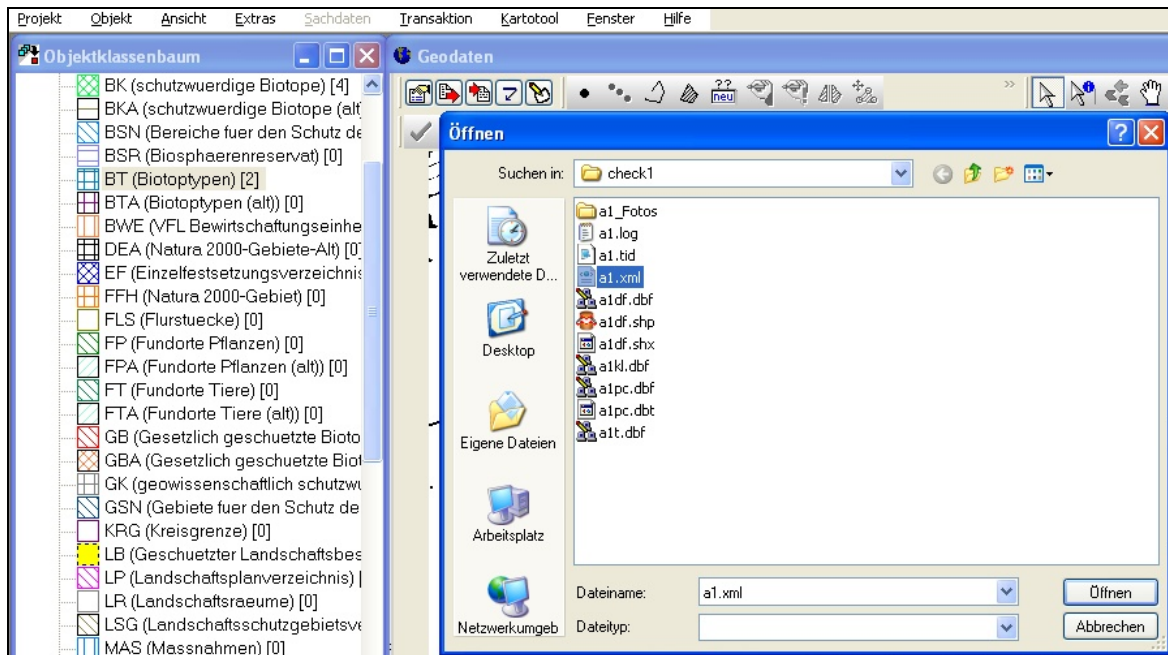 Projekt Objekt Ansicht Extras Sachdaten Transaktion Kartotool Fenster Hilfe
Objektklassenbaum
BK (schutzwuerdige Biotope) [4]
BKA (schutzwuerdige Biotope (alt
BSN (Bereiche fuer den Schutz de
BSR (Biosphaerenreservat) [0]
BT (Biotoptypen) [2]
BTA (Biotoptypen (alt)) [0]
BWE (VFL Bewirtschaftungseinhe
DEA (Natura 2000-Gebiete-Alt) [0]
EF (Einzelfestsetzungsverzeichnis
FFH (Natura 2000-Gebiet) [0]
FLS (Flurstuecke) [0]
FP (Fundorte Pflanzen) [0]
FPA (Fundorte Pflanzen (alt)) [0]
FT (Fundorte Tiere) [0]
FTA (Fundorte Tiere (alt)) [0]
GB (Gesetzlich geschuetzte Bioto
GBA (Gesetzlich geschuetzte Biot
GK (geowissenschaftlich schutzwu
GSN (Gebiete fuer den Schutz de
KRG (Kreisgrenze) [0]
LB (Geschuetzter Landschaftsbes
LP (Landschaftsplanverzeichnis) [
LR (Landschaftsraeume) [0]
LSG (Landschaftsschutzgebietsve
MAS (Massnahmen) [0]
Geodaten
??
neu
Öffnen
Suchen in: check1
Zuletzt
verwendete D...
Desktop
Eigene Dateien
Arbeitsplatz
Netzwerkumgeb
a1_Fotos
a1.log
a1.tid
a1.xml
a1df.dbf
a1df.shp
a1df.shx
a1kl.dbf
a1pc.dbf
a1pc.dbt
a1t.dbf
Dateiname: a1.xml Öffnen
Dateityp: Abbrechen